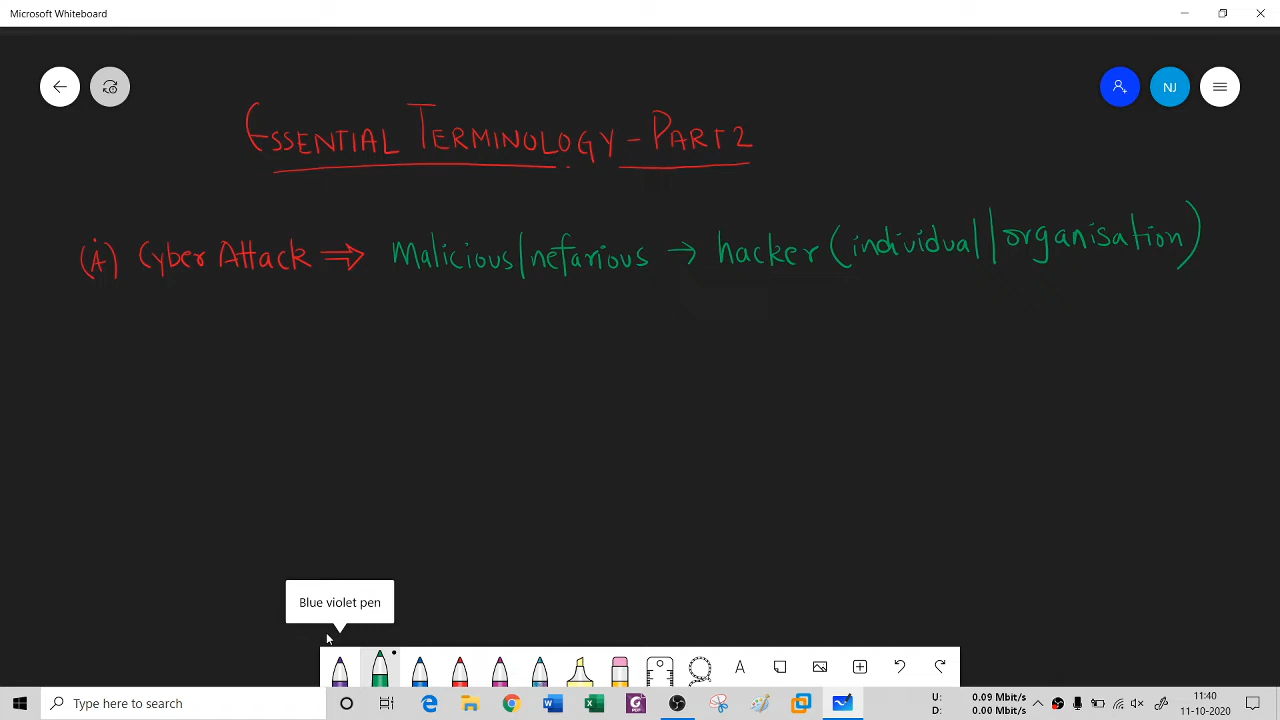 Microsoft Whiteboard
NJ
ESSENTIAL TERMINOLOGY - PART 2
(i) Cyber Attack ⇒ Malicious/nefarious → hacker (individual/organisation)
Blue violet pen
A
Type here to search
U: 0.09 Mbit/s
D: 0.00 Mbit/s
11:40
11-10-2020